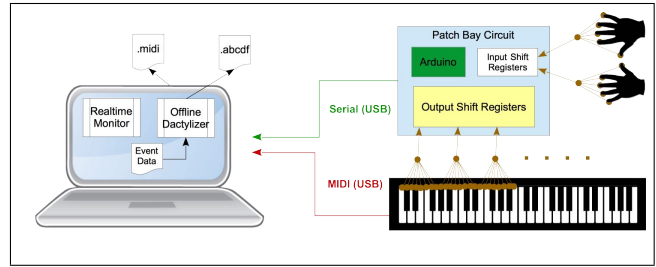 .midi
.abcdf
Realtime
Monitor
Offline
Dactylizer
Event
Data
Serial (USB)
MIDI (USB)
Patch Bay Circuit
Arduino
Input Shift
Registers
Output Shift Registers